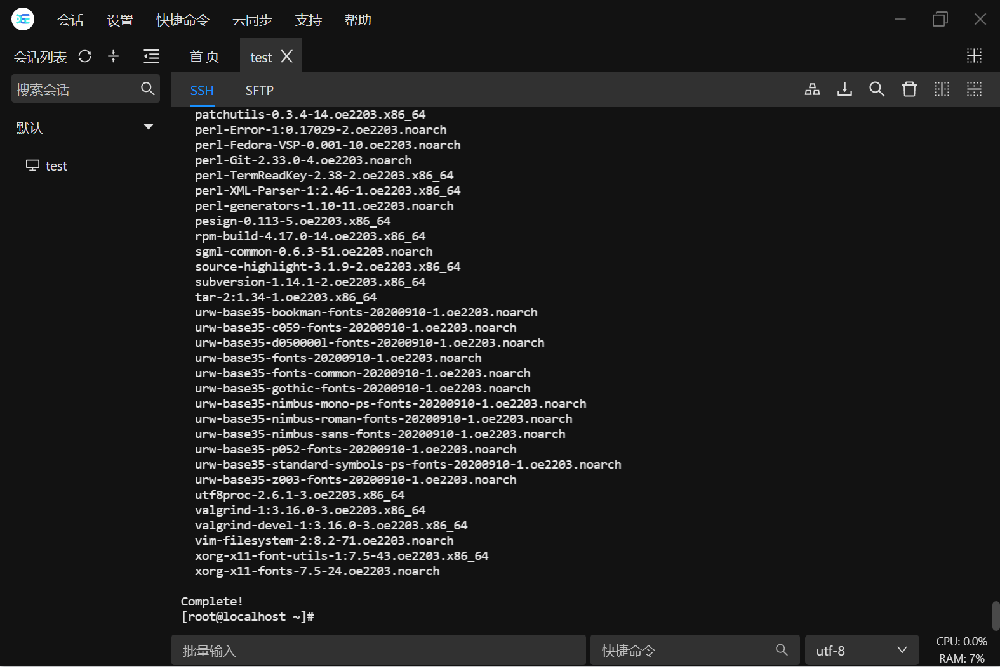 会话 设置 快捷命令 云同步 支持 帮助
会话列表
首页 test
搜索会话
SSH SFTP
默认
test
patchutils-0.3.4-14.oe2203.x86_64
perl-Error-1:0.17029-2.oe2203.noarch
perl-Fedora-VSP-0.001-10.oe2203.noarch
perl-Git-2.33.0-4.oe2203.noarch
perl-TermReadKey-2.38-2.oe2203.x86_64
perl-XML-Parser-1:2.46-1.oe2203.x86_64
perl-generators-1.10-11.oe2203.noarch
pesign-0.113-5.oe2203.x86_64
rpm-build-4.17.0-14.oe2203.x86_64
sgml-common-0.6.3-51.oe2203.noarch
source-highlight-3.1.9-2.oe2203.x86_64
subversion-1.14.1-2.oe2203.x86_64
tar-2:1.34-1.oe2203.x86_64
urw-base35-bookman-fonts-20200910-1.oe2203.noarch
urw-base35-c059-fonts-20200910-1.oe2203.noarch
urw-base35-d050000l-fonts-20200910-1.oe2203.noarch
urw-base35-fonts-20200910-1.oe2203.noarch
urw-base35-fonts-common-20200910-1.oe2203.noarch
urw-base35-gothic-fonts-20200910-1.oe2203.noarch
urw-base35-nimbus-mono-ps-fonts-20200910-1.oe2203.noarch
urw-base35-nimbus-roman-fonts-20200910-1.oe2203.noarch
urw-base35-nimbus-sans-fonts-20200910-1.oe2203.noarch
urw-base35-p052-fonts-20200910-1.oe2203.noarch
urw-base35-standard-symbols-ps-fonts-20200910-1.oe2203.noarch
urw-base35-z003-fonts-20200910-1.oe2203.noarch
utf8proc-2.6.1-3.oe2203.x86_64
valgrind-1:3.16.0-3.oe2203.x86_64
valgrind-devel-1:3.16.0-3.oe2203.x86_64
vim-filesystem-2:8.2-71.oe2203.noarch
xorg-x11-font-utils-1:7.5-43.oe2203.x86_64
xorg-x11-fonts-7.5-24.oe2203.noarch
Complete!
[root@localhost ~]#
批量输入 快捷命令 utf-8
CPU: 0.0%
RAM: 7%